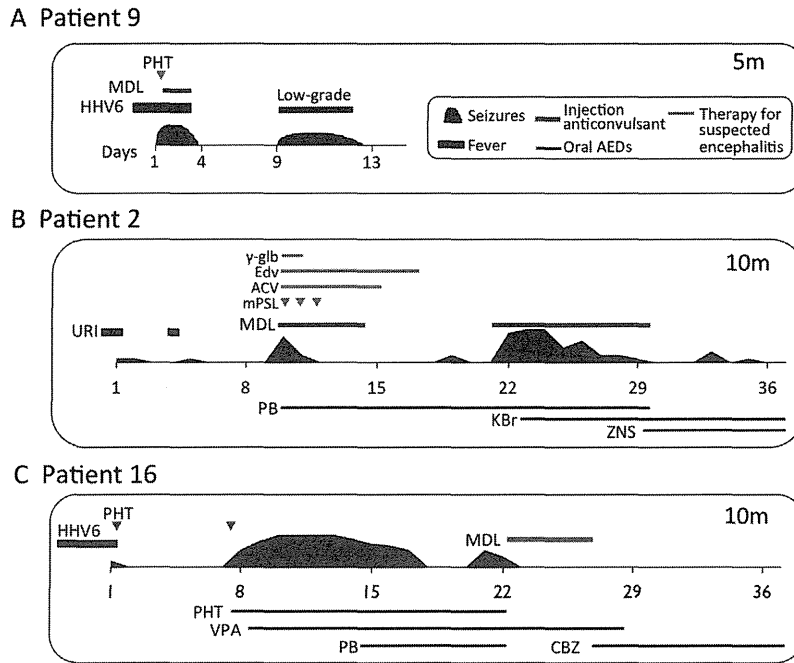 A Patient 9
5m
PHT
MDL
HHV6
Low-grade
Days
1 4 9 13
Seizures
Fever
Injection
anticonvulsant
Oral AEDs
Therapy for
suspected
encephalitis
B Patient 2
10m
γ-glb
Edv
ACV
mPSL
URI
MDL
1 8 15 22 29 36
PB
KBr
ZNS
C Patient 16
10m
PHT
HHV6
MDL
1 8 15 22 29 36
PHT
VPA
PB
CBZ